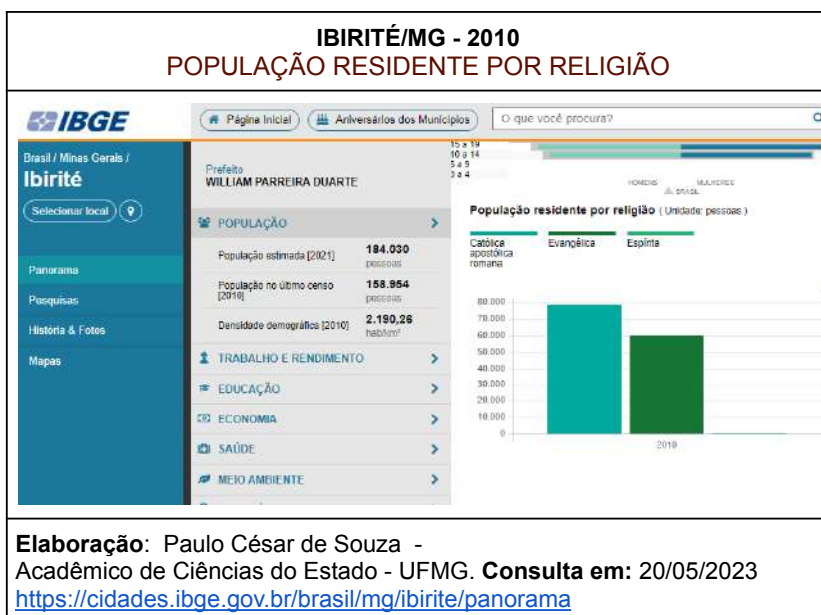 IBIRITÉ/MG - 2010
POPULAÇÃO RESIDENTE POR RELIGIÃO
IBGE
Página Inicial
Aniversários dos Municípios
O que você procura?
Brasil / Minas Gerais /
Ibirité
Selecionar local
Panorama
Pesquisas
História & Fotos
Mapas
Prefeito
WILLIAM PARREIRA DUARTE
POPULAÇÃO
População estimada [2021] 184.030
pessoas
População no último censo 158.954
[2010] pessoas
Densidade demográfica [2010] 2.190,26
hab/km²
TRABALHO E RENDIMENTO
EDUCAÇÃO
ECONOMIA
SAÚDE
MEIO AMBIENTE
15 a 19
10 a 14
5 a 9
0 a 4
HOMENS MULHERES
BRASIL
População residente por religião ( Unidade: pessoas )
Católica Evangélica Espírita
apostólica
romana
80.000
70.000
60.000
50.000
40.000
30.000
20.000
10.000
0
2010
Elaboração: Paulo César de Souza -
Acadêmico de Ciências do Estado - UFMG. Consulta em: 20/05/2023
https://cidades.ibge.gov.br/brasil/mg/ibirite/panorama